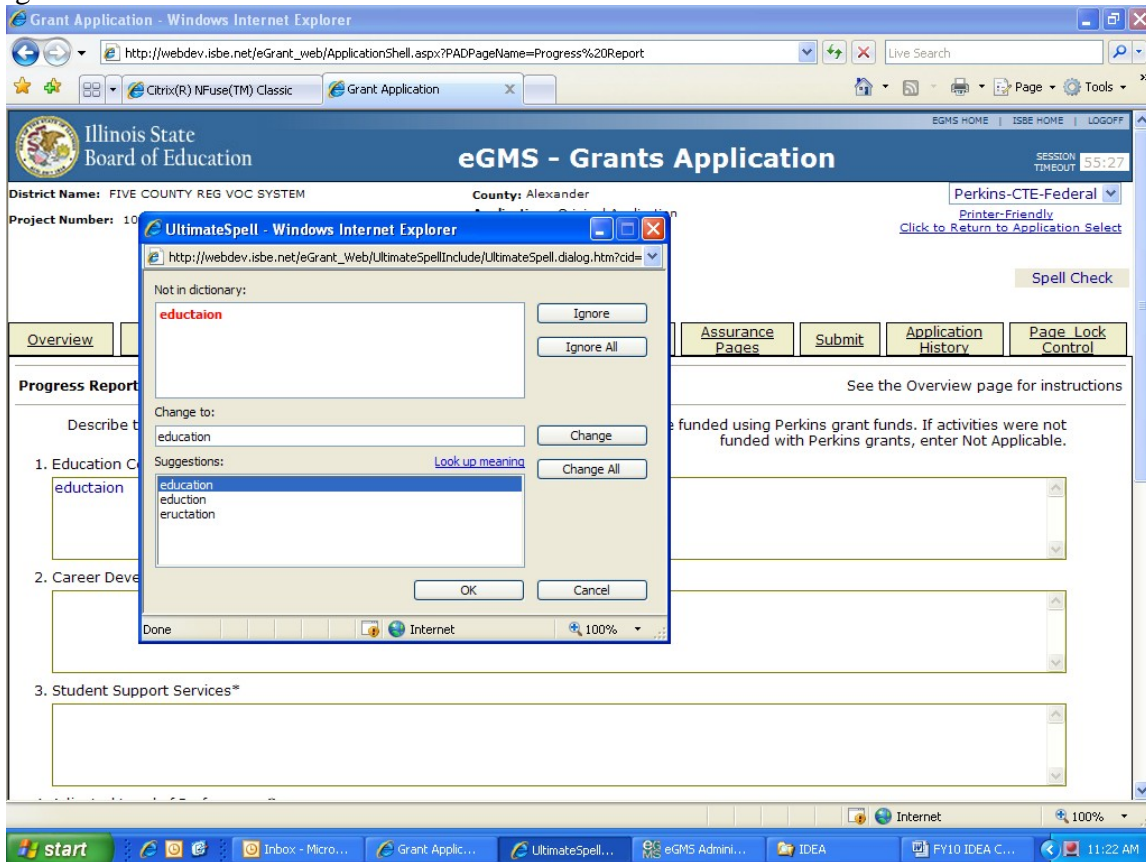 Grant Application - Windows Internet Explorer
http://webdev.isbe.net/eGrant_web/ApplicationShell.aspx?PADPageName=Progress%20Report
Live Search
Citrix(R) NFuse(TM) Classic
Grant Application
X
Page
Tools
EGMS HOME | ISBE HOME | LOGOFF
Illinois State
Board of Education
eGMS - Grants Application
SESSION
TIMEOUT
55:27
District Name: FIVE COUNTY REG VOC SYSTEM
County: Alexander
Perkins-CTE-Federal
Project Number: 10
Printer-Friendly
Click to Return to Application Select
Spell Check
Overview
Assurance
Pages
Submit
Application
History
Page Lock
Control
Progress Report
See the Overview page for instructions
Describe t
funded using Perkins grant funds. If activities were not
funded with Perkins grants, enter Not Applicable.
1. Education C
eductaion
2. Career Deve
3. Student Support Services*
UltimateSpell - Windows Internet Explorer
http://webdev.isbe.net/eGrant_Web/UltimateSpellInclude/UltimateSpell.dialog.htm?cid=
Not in dictionary:
eductaion
Ignore
Ignore All
Change to:
education
Change
Suggestions:
Look up meaning
Change All
education
eduction
eructation
OK
Cancel
Done
Internet
100%
Internet
100%
start
Inbox - Micro...
Grant Applic...
UltimateSpell...
eGMS Admini...
IDEA
FY10 IDEA C...
11:22 AM